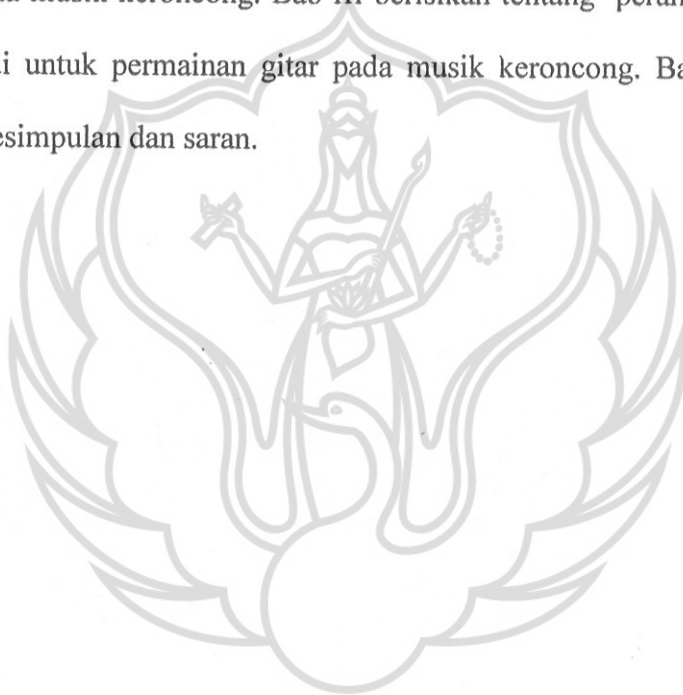 musik keroncong. Bab III berisikan tentang peran
i untuk permainan gitar pada musik keroncong. Ba
esimpulan dan saran.